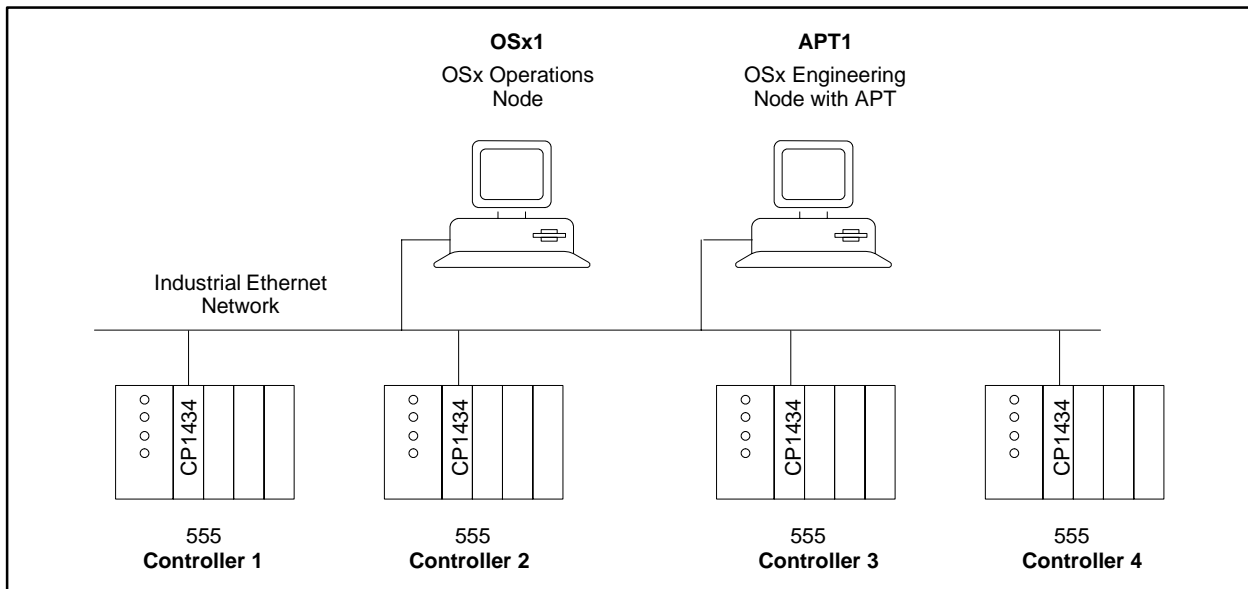 OSx1
OSx Operations
Node
APT1
OSx Engineering
Node with APT
Industrial Ethernet
Network
CP1434
CP1434
CP1434
CP1434
555
Controller 1
555
Controller 2
555
Controller 3
555
Controller 4